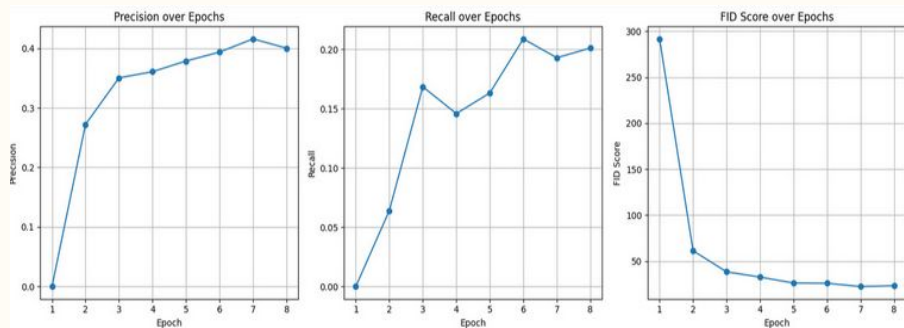 Precision over Epochs
0.4
0.3
0.2
0.1
0.0
Precision
1 2 3 4 5 6 7 8
Epoch
Recall over Epochs
0.20
0.15
0.10
0.05
0.00
Recall
1 2 3 4 5 6 7 8
Epoch
FID Score over Epochs
300
250
200
150
100
50
FID Score
1 2 3 4 5 6 7 8
Epoch